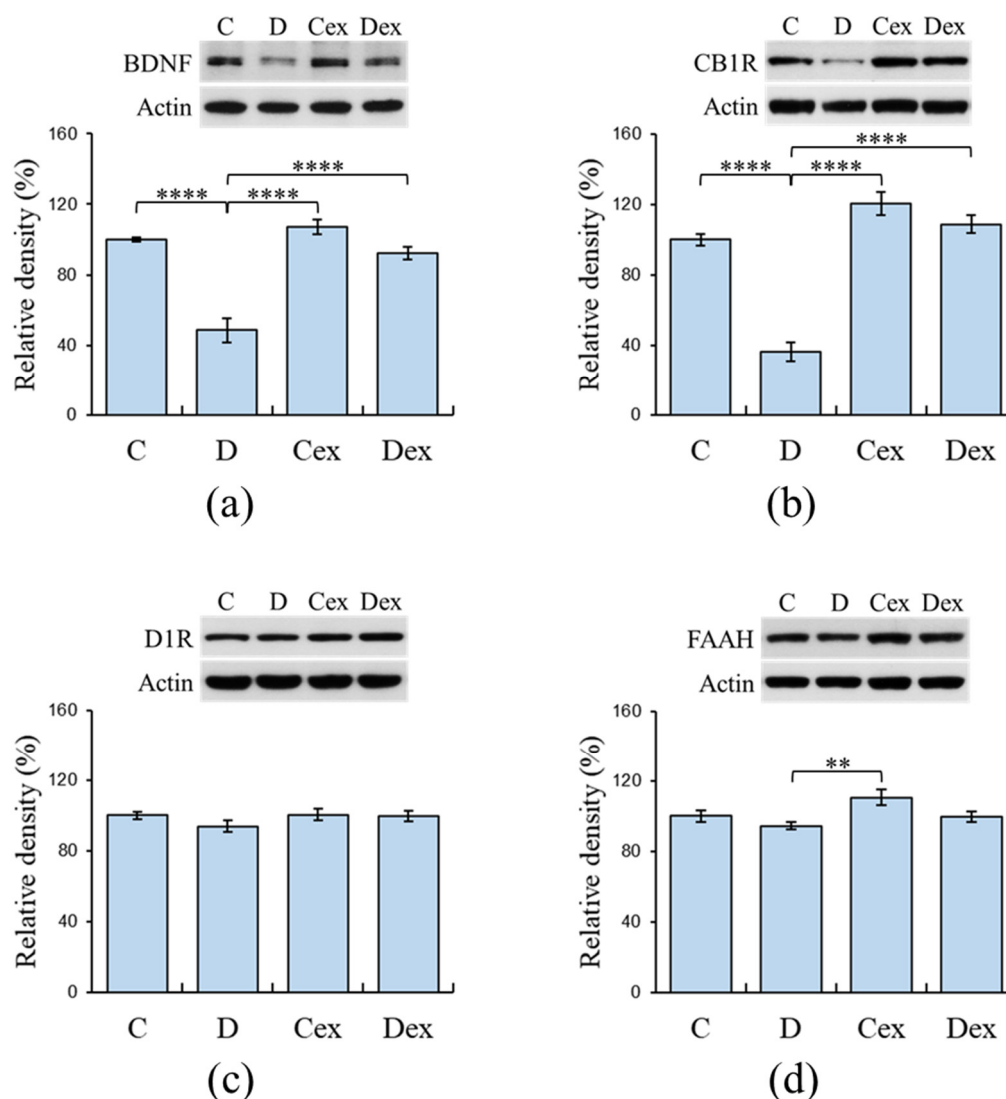 C D Cex Dex
BDNF
Actin
Relative density (%)
160
120
80
40
0
****
**** ****
C D Cex Dex
(a)
C D Cex Dex
CB1R
Actin
Relative density (%)
160
120
80
40
0
****
**** ****
C D Cex Dex
(b)
C D Cex Dex
D1R
Actin
Relative density (%)
160
120
80
40
0
C D Cex Dex
(c)
C D Cex Dex
FAAH
Actin
Relative density (%)
160
120
80
40
0
**
C D Cex Dex
(d)